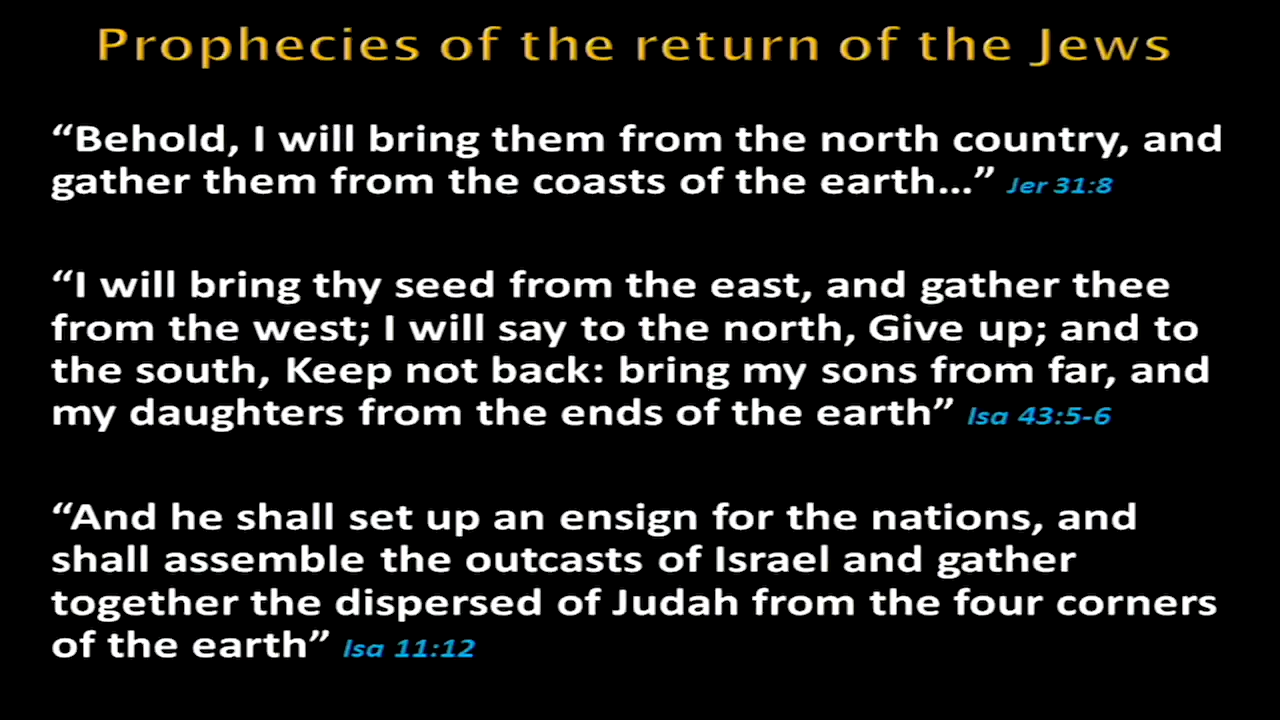 Prophecies of the return of the Jews
“Behold, I will bring them from the north country, and
gather them from the coasts of the earth...” Jer 31:8
“I will bring thy seed from the east, and gather thee
from the west; I will say to the north, Give up; and to
the south, Keep not back: bring my sons from far, and
my daughters from the ends of the earth” Isa 43:5-6
“And he shall set up an ensign for the nations, and
shall assemble the outcasts of Israel and gather
together the dispersed of Judah from the four corners
of the earth” Isa 11:12